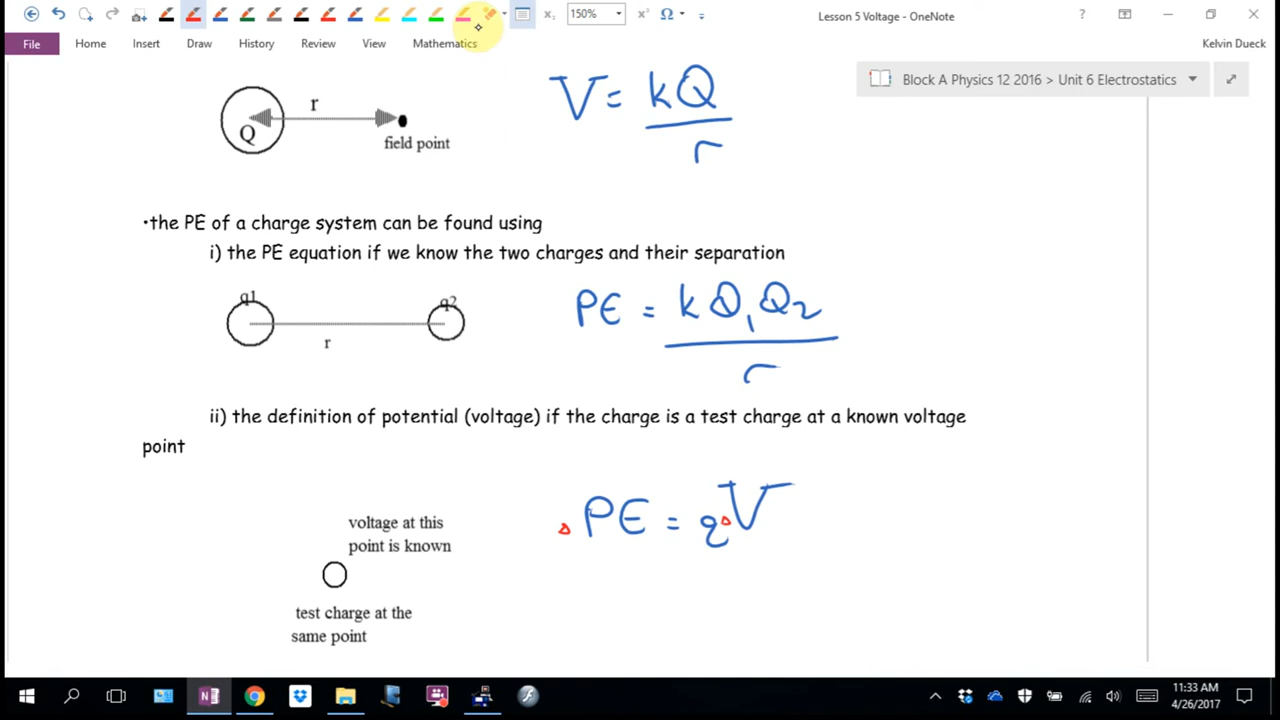 150%
Lesson 5 Voltage - OneNote
?
File Home Insert Draw History Review View Mathematics
Kelvin Dueck
Block A Physics 12 2016 > Unit 6 Electrostatics
r
Q
field point
V = kQ
r
•the PE of a charge system can be found using
i) the PE equation if we know the two charges and their separation
q1
q2
r
PE = kQ1Q2
r
ii) the definition of potential (voltage) if the charge is a test charge at a known voltage
point
voltage at this
point is known
test charge at the
same point
ΔPE = qΔV
11:33 AM
4/26/2017